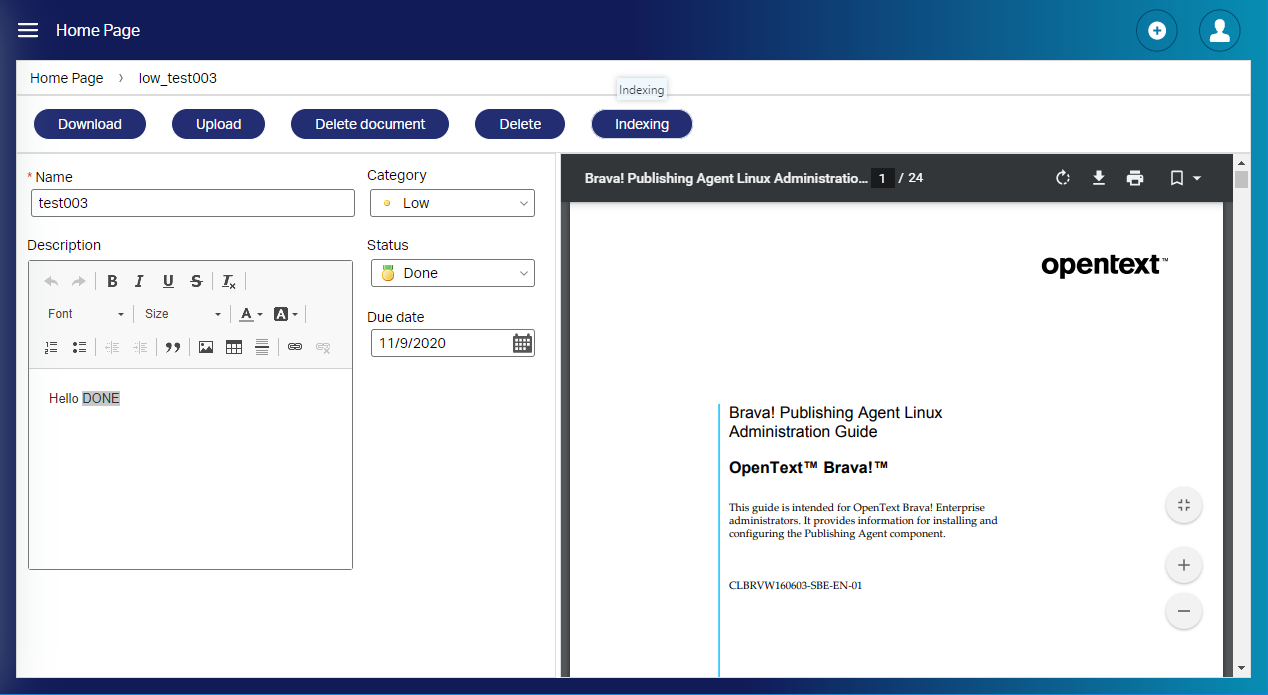 Home Page
Home Page › low_test003
Indexing
Download Upload Delete document Delete Indexing
* Name
test003
Category
Low
Description
Status
Done
B I U S Tx
Font Size A A
Due date
11/9/2020
Hello DONE
Brava! Publishing Agent Linux Administratio... 1 / 24
opentext™
Brava! Publishing Agent Linux
Administration Guide
OpenText™ Brava!™
This guide is intended for OpenText Brava! Enterprise
administrators. It provides information for installing and
configuring the Publishing Agent component.
CLBRVW160603-SBE-EN-01